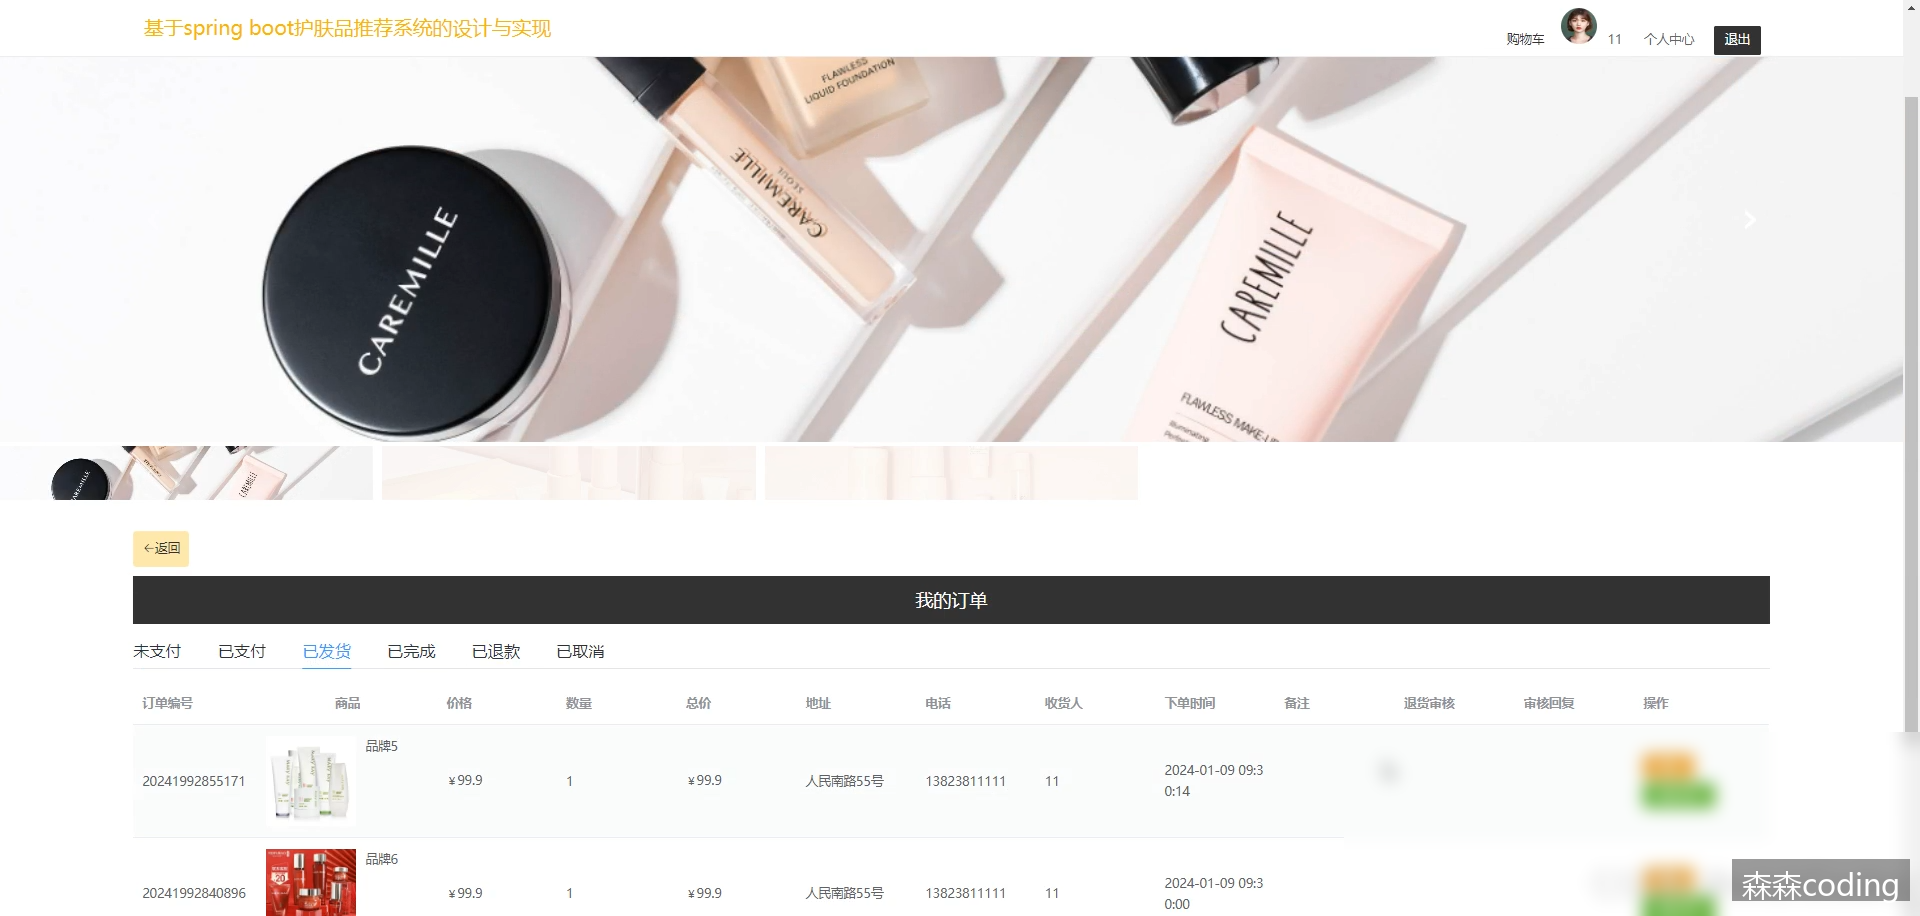 基于spring boot护肤品推荐系统的设计与实现
购物车 11 个人中心 退出
FLAWLESS
LIQUID FOUNDATION
CAREMILLE
SEOUL
CAREMILLE
CAREMILLE
FLAWLESS MAKE-U
Illuminating
←返回
我的订单
未支付 已支付 已发货 已完成 已退款 已取消
订单编号 商品 价格 数量 总价 地址 电话 收货人 下单时间 备注 退货审核 审核回复 操作
品牌5
20241992855171 ¥99.9 1 ¥99.9 人民南路55号 13823811111 11 2024-01-09 09:3
0:14
品牌6
20241992840896 ¥99.9 1 ¥99.9 人民南路55号 13823811111 11 2024-01-09 09:3
0:00
森森coding